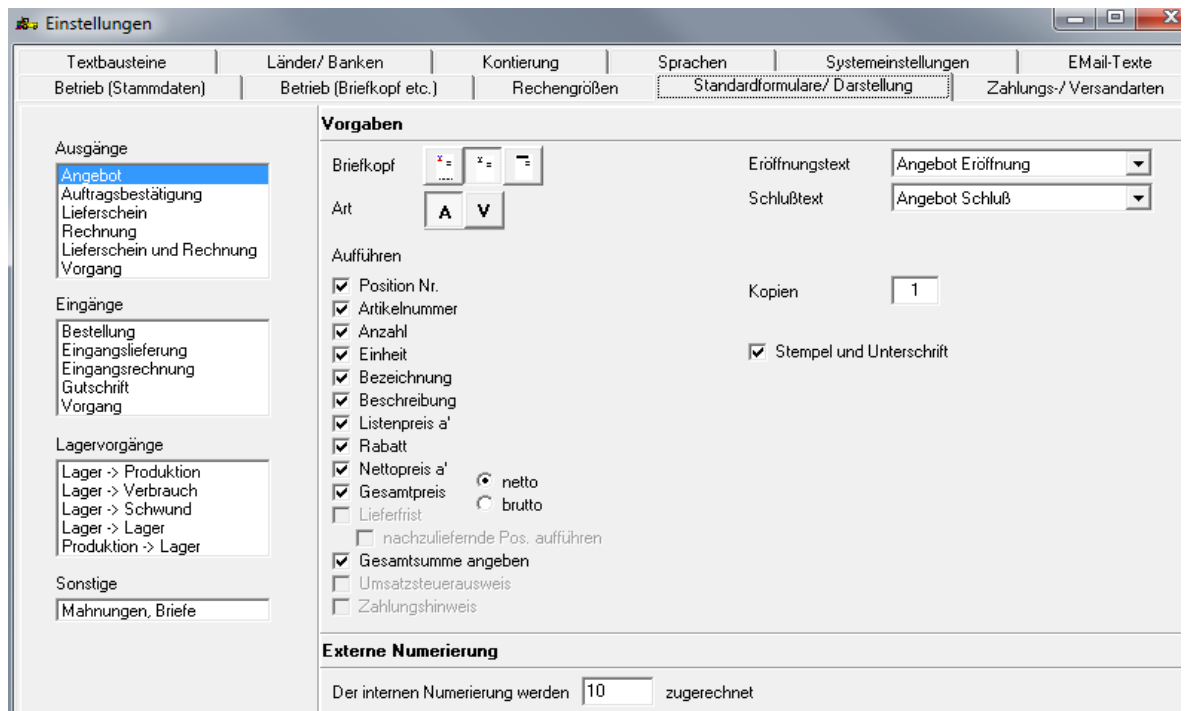 Einstellungen
Textbausteine
Länder/ Banken
Kontierung
Sprachen
Systemeinstellungen
EMail-Texte
Betrieb (Stammdaten)
Betrieb (Briefkopf etc.)
Rechengrößen
Standardformulare/ Darstellung
Zahlungs-/ Versandarten
Ausgänge
Angebot
Auftragsbestätigung
Lieferschein
Rechnung
Lieferschein und Rechnung
Vorgang
Eingänge
Bestellung
Eingangslieferung
Eingangsrechnung
Gutschrift
Vorgang
Lagervorgänge
Lager -> Produktion
Lager -> Verbrauch
Lager -> Schwund
Lager -> Lager
Produktion -> Lager
Sonstige
Mahnungen, Briefe
Vorgaben
Briefkopf
x =
x =
=
Art
A
V
Eröffnungstext
Angebot Eröffnung
Schlußtext
Angebot Schluß
Aufführen
Position Nr.
Artikelnummer
Anzahl
Einheit
Bezeichnung
Beschreibung
Listenpreis a'
Rabatt
Nettopreis a'
Gesamtpreis
netto
brutto
Lieferfrist
nachzuliefernde Pos. aufführen
Gesamtsumme angeben
Umsatzsteuerausweis
Zahlungshinweis
Kopien
1
Stempel und Unterschrift
Externe Numerierung
Der internen Numerierung werden 10 zugerechnet